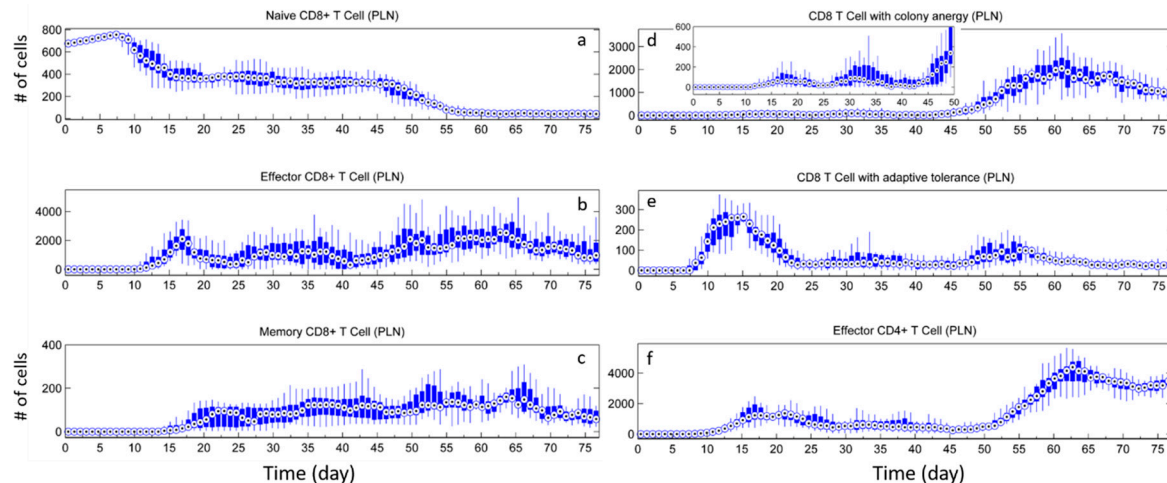 Naive CD8+ T Cell (PLN)
a
# of cells
800
600
400
200
0
0 5 10 15 20 25 30 35 40 45 50 55 60 65 70 75
Effector CD8+ T Cell (PLN)
b
4000
2000
0
0 5 10 15 20 25 30 35 40 45 50 55 60 65 70 75
Memory CD8+ T Cell (PLN)
c
# of cells
400
200
0
0 5 10 15 20 25 30 35 40 45 50 55 60 65 70 75
Time (day)
CD8 T Cell with colony anergy (PLN)
d
3000
2000
1000
0
600
400
200
0
0 5 10 15 20 25 30 35 40 45 50
0 5 10 15 20 25 30 35 40 45 50 55 60 65 70 75
CD8 T Cell with adaptive tolerance (PLN)
e
300
200
100
0
0 5 10 15 20 25 30 35 40 45 50 55 60 65 70 75
Effector CD4+ T Cell (PLN)
f
4000
2000
0
0 5 10 15 20 25 30 35 40 45 50 55 60 65 70 75
Time (day)